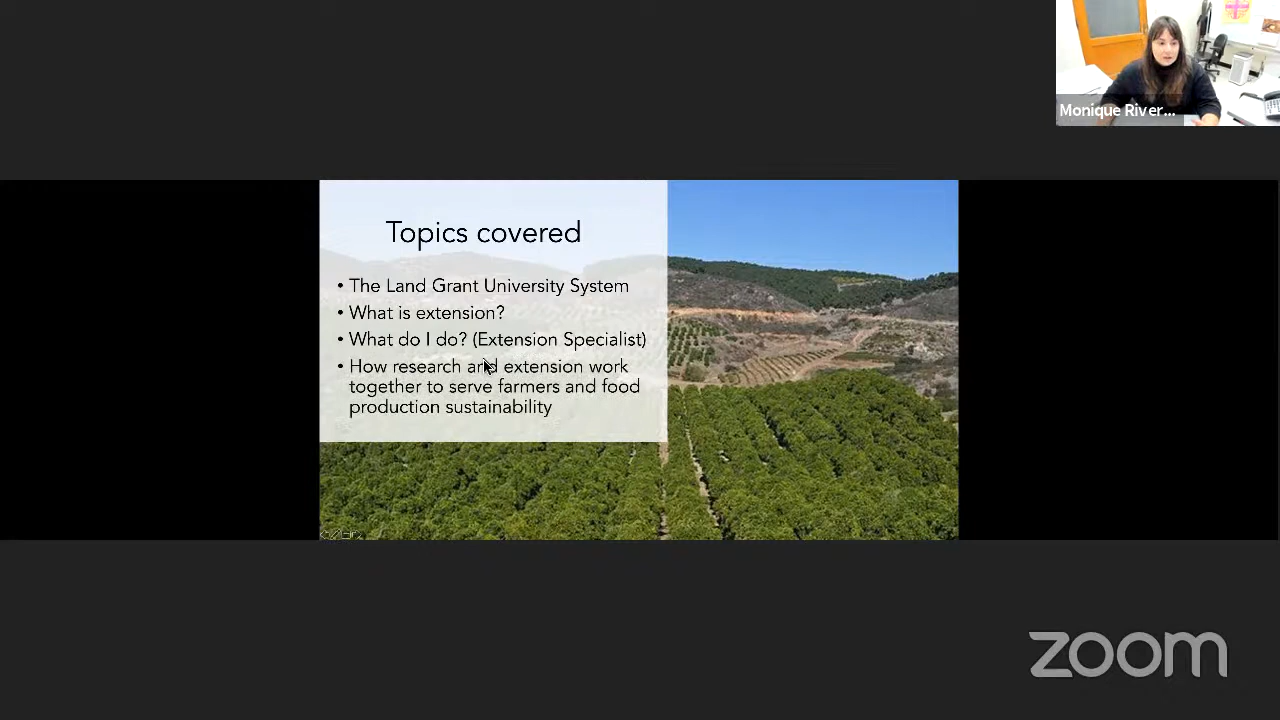 Monique River...
Topics covered
• The Land Grant University System
• What is extension?
• What do I do? (Extension Specialist)
• How research and extension work
together to serve farmers and food
production sustainability
zoom